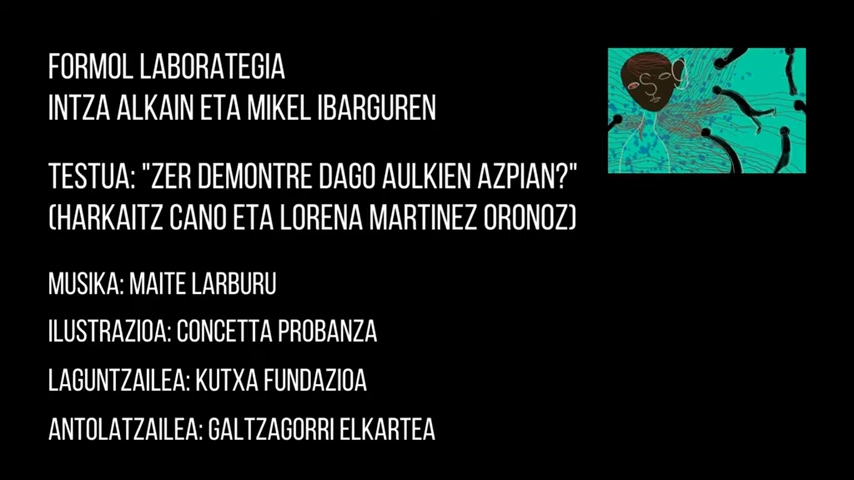 FORMOL LABORATEGIA
INTZA ALKAIN ETA MIKEL IBARGUREN
TESTUA: "ZER DEMONTRE DAGO AULKIEN AZPIAN?"
(HARKAITZ CANO ETA LORENA MARTINEZ ORONOZ)
MUSIKA: MAITE LARBURU
ILUSTRAZIOA: CONCETTA PROBANZA
LAGUNTZAILEA: KUTXA FUNDAZIOA
ANTOLATZAILEA: GALTZAGORRI ELKARTEA